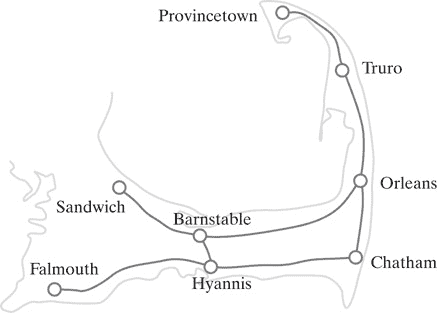 Provincetown
Truro
Orleans
Sandwich
Barnstable
Chatham
Falmouth
Hyannis